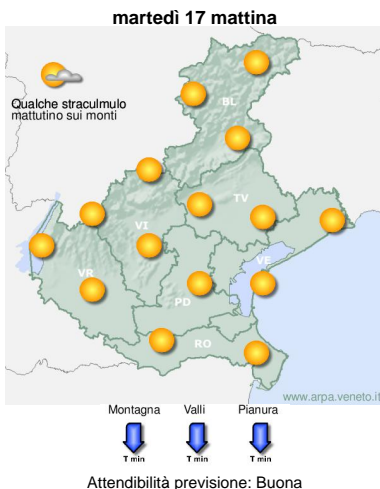 martedì 17 mattina
Qualche straculmulo
mattutino sui monti
BL
TV
VI
VE
VR
PD
RO
www.arpa.veneto.it
Montagna Valli Pianura
T min T min T min
Attendibilità previsione: Buona